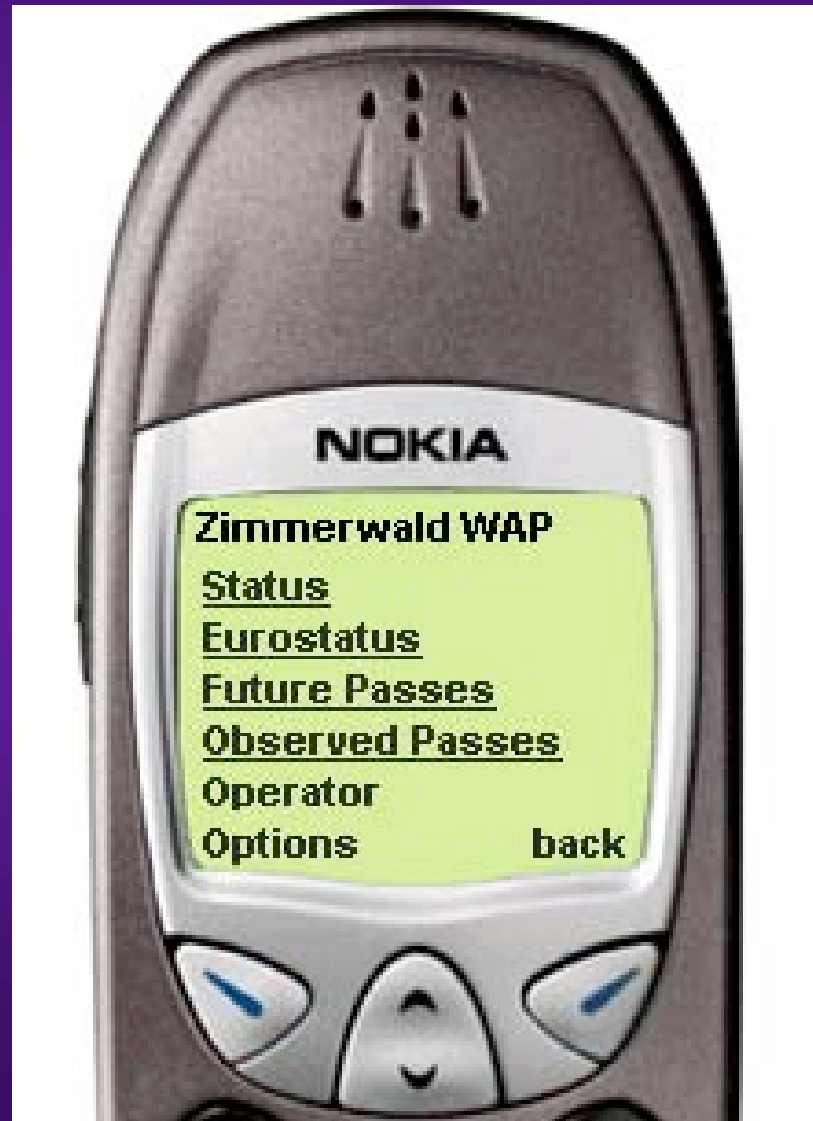 NOKIA
Zimmerwald WAP
Status
Eurostatus
Future Passes
Observed Passes
Operator
Options back